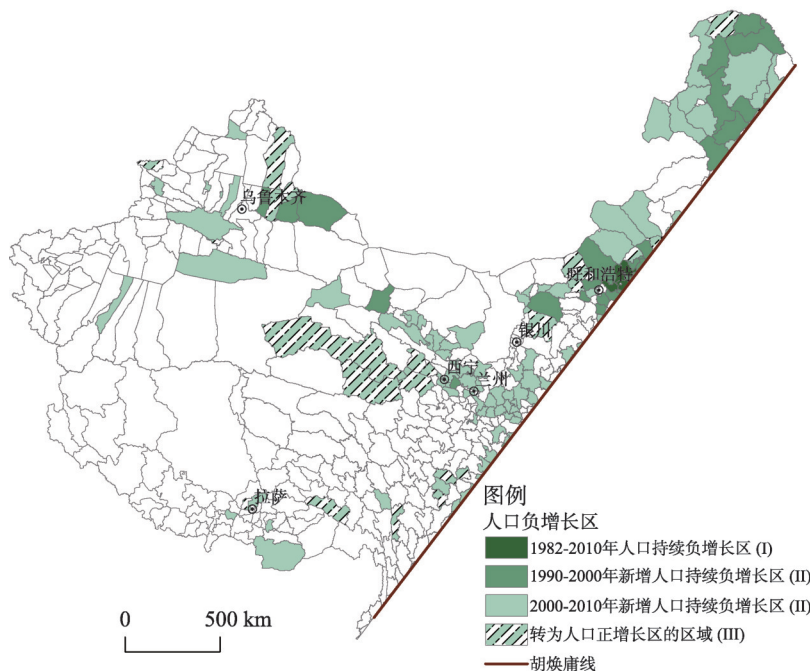 乌鲁木齐
呼和浩特
银川
西宁
兰州
拉萨
图例
人口负增长区
1982-2010年人口持续负增长区 (I)
1990-2000年新增人口持续负增长区 (II)
2000-2010年新增人口持续负增长区 (II)
转为人口正增长区的区域 (III)
胡焕庸线
0 500 km